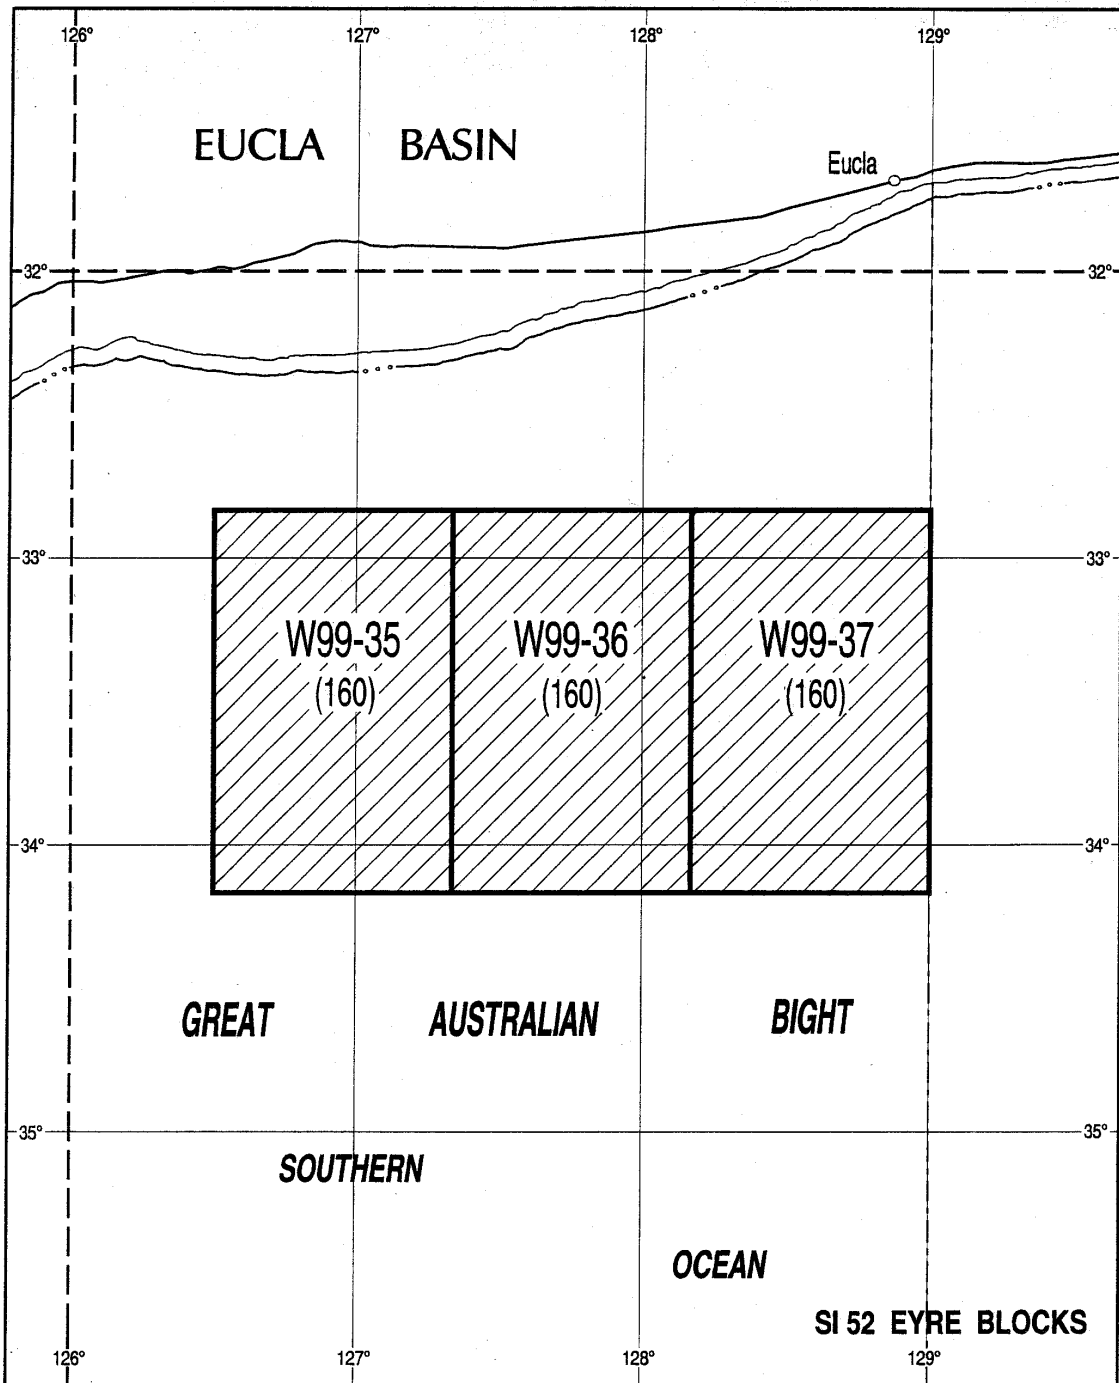 126° 127° 128° 129°
EUCLA BASIN
Eucla
32° 32°
33° 33°
W99-35 W99-36 W99-37
(160) (160) (160)
34° 34°
GREAT AUSTRALIAN BIGHT
35° 35°
SOUTHERN
OCEAN
SI 52 EYRE BLOCKS
126° 127° 128° 129°